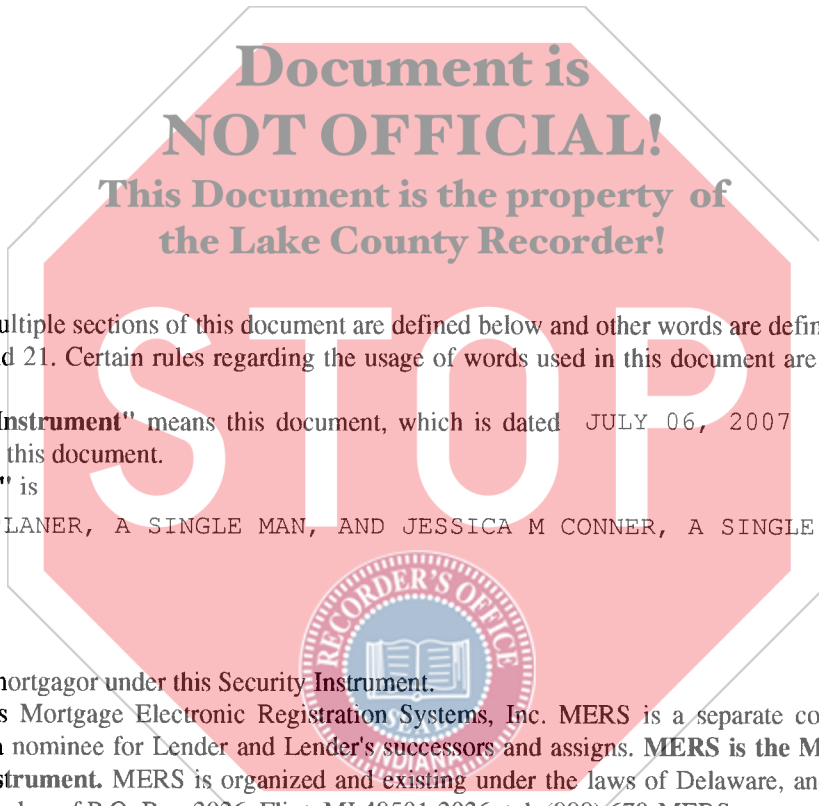 Document is
NOT OFFICIAL!
This Document is the property of
the Lake County Recorder!
ultiple sections of this document are defined below and other words are defin
d 21. Certain rules regarding the usage of words used in this document are
Instrument" means this document, which is dated JULY 06, 2007
this document.
" is
LANER, A SINGLE MAN, AND JESSICA M CONNER, A SINGLE
STOP
RECORDER'S OFFICE
SEAL
INDIANA
nortgagor under this Security Instrument.
s Mortgage Electronic Registration Systems, Inc. MERS is a separate co
nominee for Lender and Lender's successors and assigns. MERS is the M
strument. MERS is organized and existing under the laws of Delaware, an